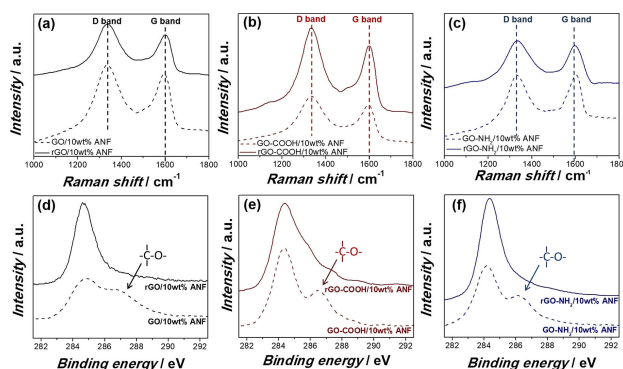 (a)
D band
G band
Intensity / a.u.
GO/10wt% ANF
rGO/10wt% ANF
1000
1200
1400
1600
1800
Raman shift / cm-1
(b)
D band
G band
Intensity / a.u.
GO-COOH/10wt% ANF
rGO-COOH/10wt% ANF
1000
1200
1400
1600
1800
Raman shift / cm-1
(c)
D band
G band
Intensity / a.u.
GO-NH2/10wt% ANF
rGO-NH2/10wt% ANF
1000
1200
1400
1600
1800
Raman shift / cm-1
(d)
-C-O-
Intensity / a.u.
rGO/10wt% ANF
GO/10wt% ANF
282
284
286
288
290
292
Binding energy / eV
(e)
-C-O-
Intensity / a.u.
rGO-COOH/10wt% ANF
GO-COOH/10wt% ANF
282
284
286
288
290
292
Binding energy / eV
(f)
-C-O-
Intensity / a.u.
rGO-NH2/10wt% ANF
GO-NH2/10wt% ANF
282
284
286
288
290
292
Binding energy / eV